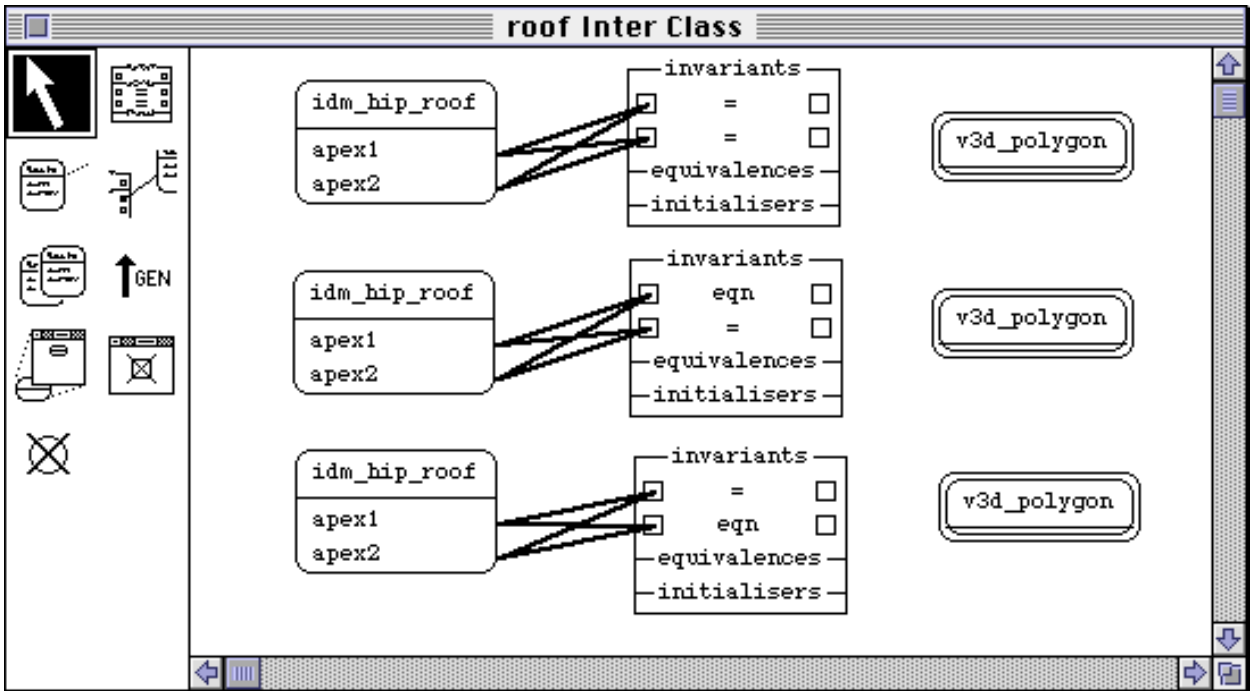 roof Inter Class
GEN
idm_hip_roof
apex1
apex2
invariants
=
=
equivalences
initialisers
v3d_polygon
idm_hip_roof
apex1
apex2
invariants
eqn
=
equivalences
initialisers
v3d_polygon
idm_hip_roof
apex1
apex2
invariants
=
eqn
equivalences
initialisers
v3d_polygon